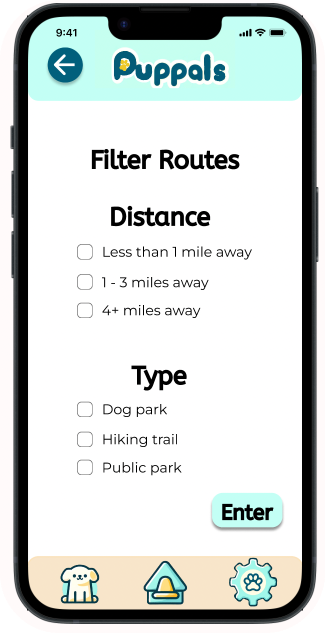 9:41
Puppals
Filter Routes
Distance
Less than 1 mile away
1 - 3 miles away
4+ miles away
Type
Dog park
Hiking trail
Public park
Enter